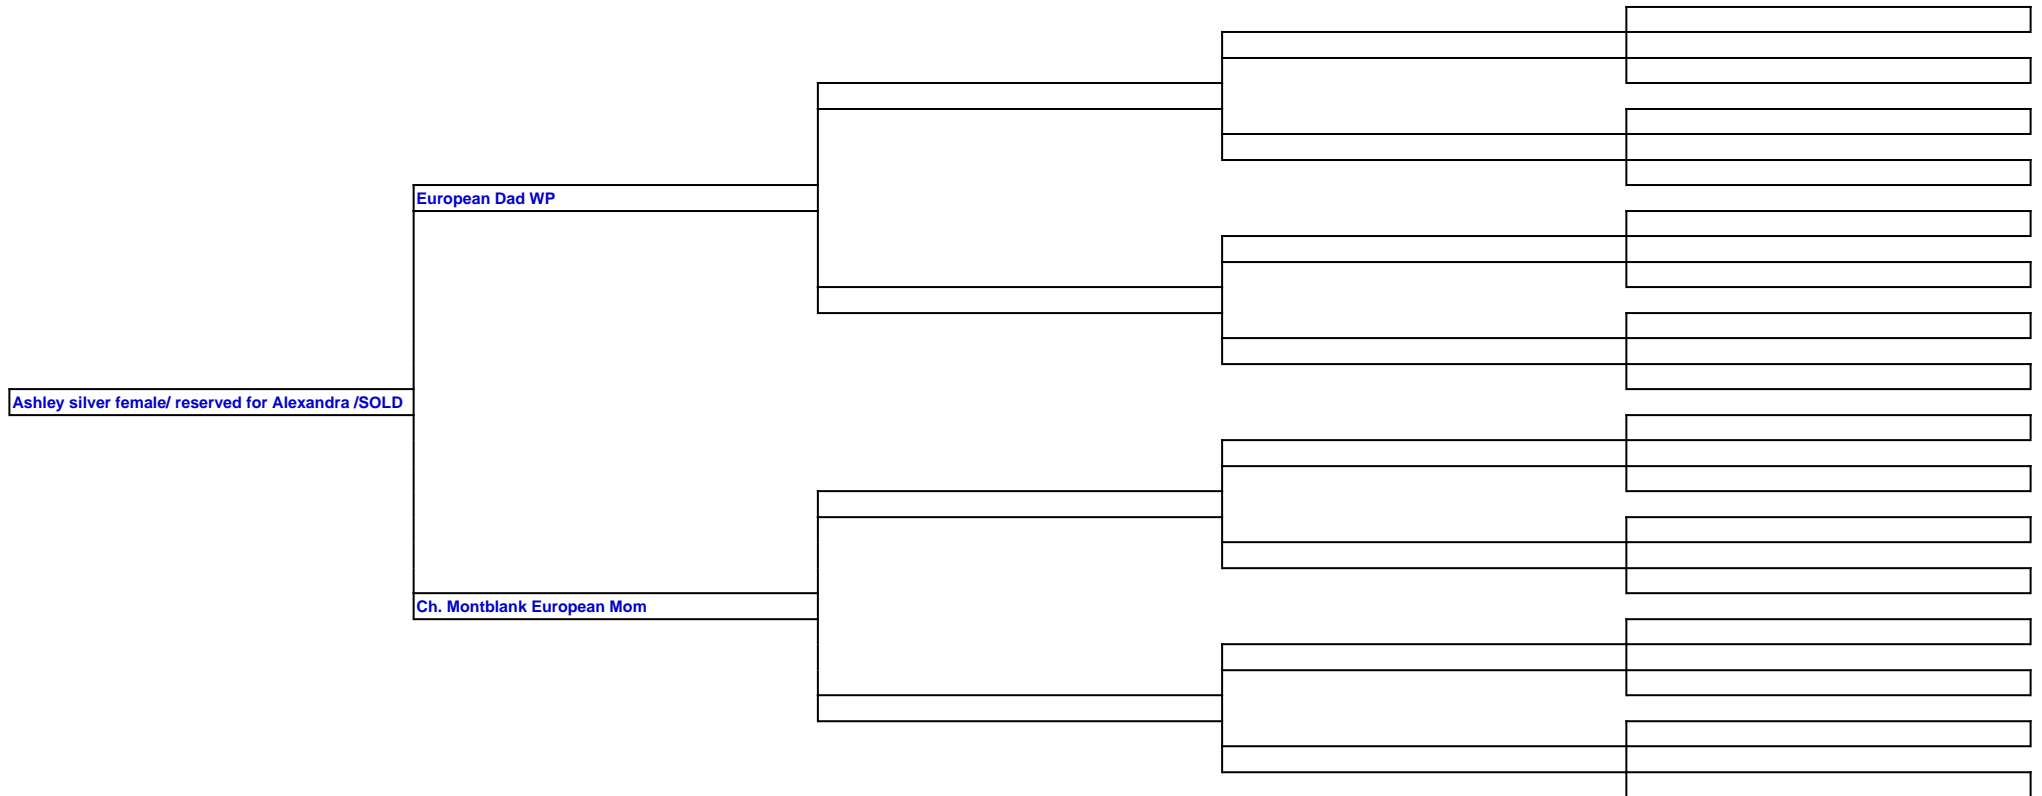 European Dad WP
Ashley silver female/ reserved for Alexandra /SOLD
Ch. Montblank European Mom